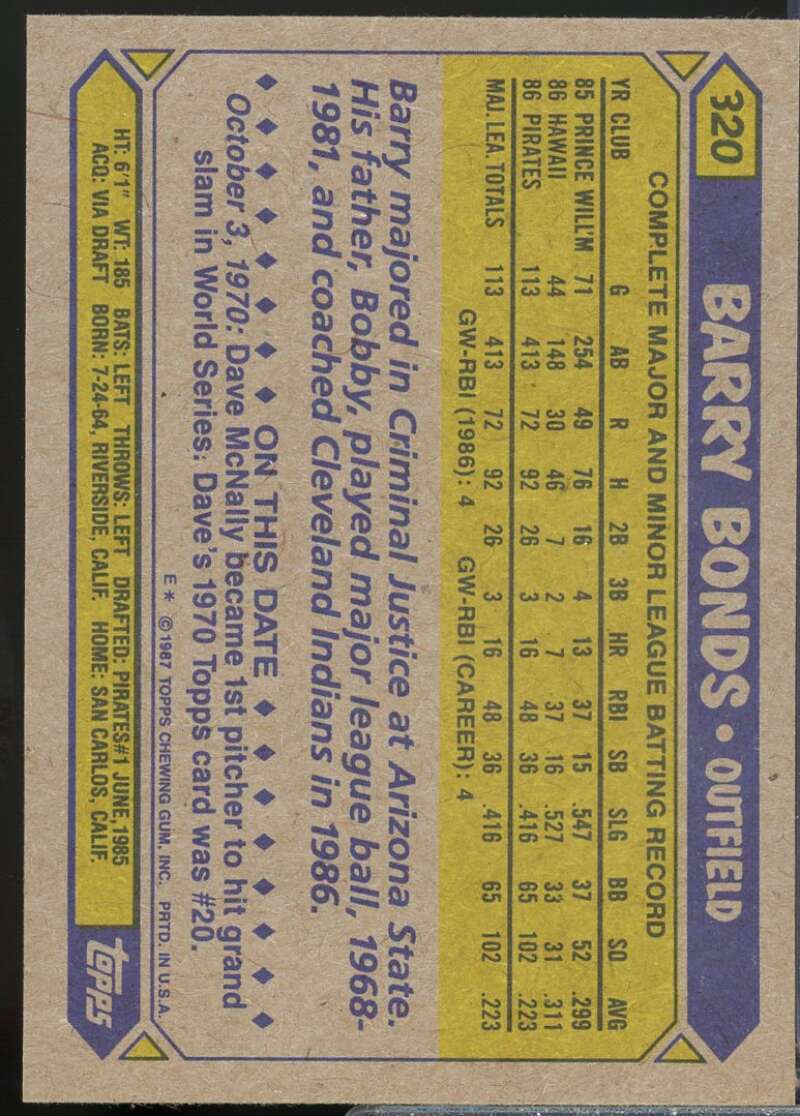 320
BARRY BONDS • OUTFIELD
COMPLETE MAJOR AND MINOR LEAGUE BATTING RECORD
YR CLUB G AB R H 2B 3B HR RBI SB SLG BB SO AVG
85 PRINCE WILL'M 71 254 49 76 16 4 13 37 15 .547 37 52 .299
86 HAWAII 44 148 30 46 7 2 7 37 16 .527 33 31 .311
86 PIRATES 113 413 72 92 26 3 16 48 36 .416 65 102 .223
MAJ. LEA. TOTALS 113 413 72 92 26 3 16 48 36 .416 65 102 .223
GW-RBI (1986): 4 GW-RBI (CAREER): 4
Barry majored in Criminal Justice at Arizona State.
His father, Bobby, played major league ball, 1968-
1981, and coached Cleveland Indians in 1986.
♦ ♦ ♦ ♦ ♦ ♦ ON THIS DATE ♦ ♦ ♦ ♦ ♦ ♦
October 3, 1970: Dave McNally became 1st pitcher to hit grand
slam in World Series: Dave's 1970 Topps card was #20.
E* ©1987 TOPPS CHEWING GUM, INC. PRTD. IN U.S.A.
HT: 6'1" WT: 185 BATS: LEFT THROWS: LEFT DRAFTED: PIRATES#1 JUNE, 1985
ACQ: VIA DRAFT BORN: 7-24-64, RIVERSIDE, CALIF. HOME: SAN CARLOS, CALIF.
topps